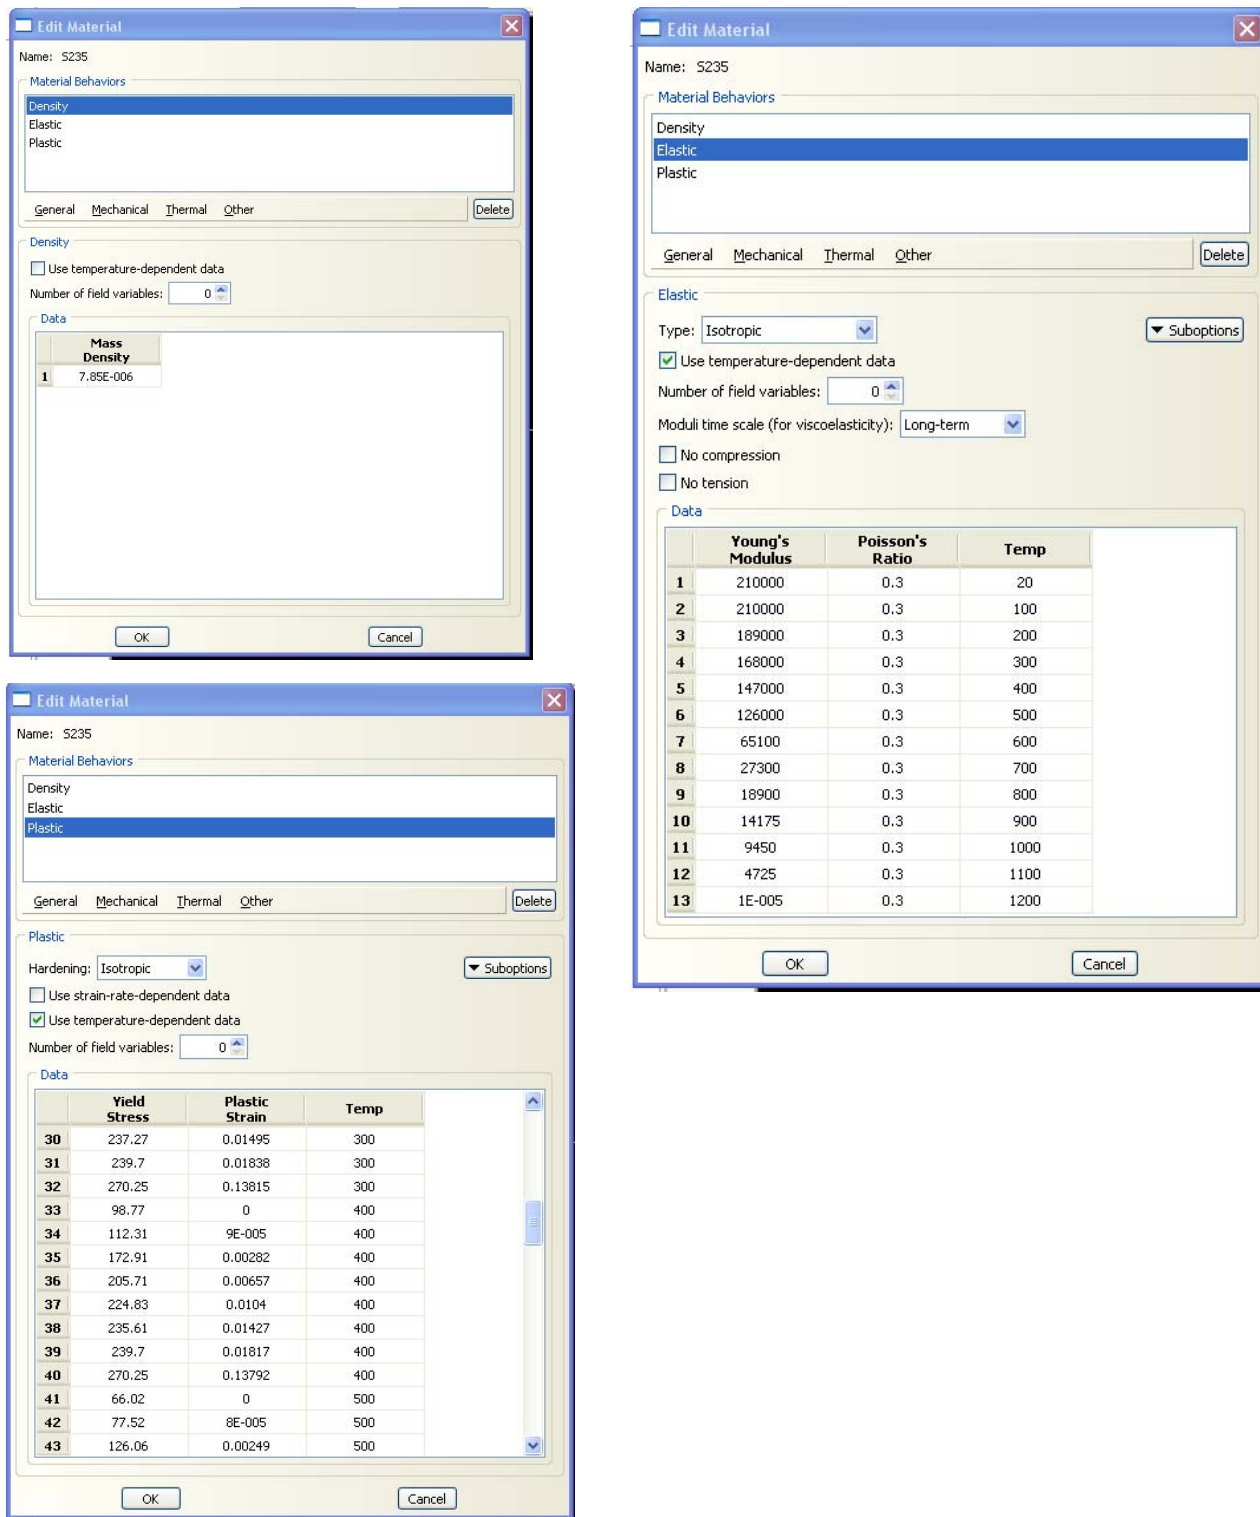 Edit Material
Name: S235
Material Behaviors
Density
Elastic
Plastic
General Mechanical Thermal Other Delete
Density
Use temperature-dependent data
Number of field variables: 0
Data
Mass
Density
1 7.85E-006
OK Cancel
Edit Material
Name: S235
Material Behaviors
Density
Elastic
Plastic
General Mechanical Thermal Other Delete
Elastic
Type: Isotropic Suboptions
Use temperature-dependent data
Number of field variables: 0
Moduli time scale (for viscoelasticity): Long-term
No compression
No tension
Data
Young's Poisson's Temp
Modulus Ratio
1 210000 0.3 20
2 210000 0.3 100
3 189000 0.3 200
4 168000 0.3 300
5 147000 0.3 400
6 126000 0.3 500
7 65100 0.3 600
8 27300 0.3 700
9 18900 0.3 800
10 14175 0.3 900
11 9450 0.3 1000
12 4725 0.3 1100
13 1E-005 0.3 1200
OK Cancel
Edit Material
Name: S235
Material Behaviors
Density
Elastic
Plastic
General Mechanical Thermal Other Delete
Plastic
Hardening: Isotropic Suboptions
Use strain-rate-dependent data
Use temperature-dependent data
Number of field variables: 0
Data
Yield Plastic Temp
Stress Strain
30 237.27 0.01495 300
31 239.7 0.01838 300
32 270.25 0.13815 300
33 98.77 0 400
34 112.31 9E-005 400
35 172.91 0.00282 400
36 205.71 0.00657 400
37 224.83 0.0104 400
38 235.61 0.01427 400
39 239.7 0.01817 400
40 270.25 0.13792 400
41 66.02 0 500
42 77.52 8E-005 500
43 126.06 0.00249 500
OK Cancel